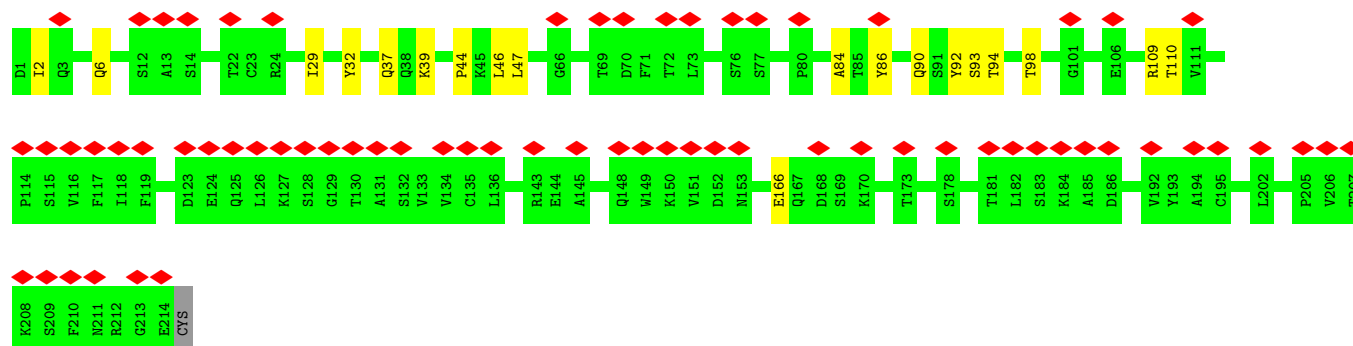 D1 I2 Q3 Q6 S12 A13 S14 T22 C23 R24 I29 Y32 Q37 Q38 K39 P44 K45 L46 L47 G66 T69 D70 F71 T72 L73 S76 S77 P80 A84 T85 Y86 Q90 S91 Y92 S93 T94 T98 G101 E106 R109 T110 V111
P114 S115 V116 F117 I118 F119 D123 E124 Q125 L126 K127 S128 G129 T130 A131 S132 V133 V134 C135 L136 R143 E144 A145 Q148 W149 K150 V151 D152 N153 E166 Q167 D168 S169 K170 T173 S178 T181 L182 S183 K184 A185 D186 V192 Y193 A194 C195 L202 P205 V206 T207
K208 S209 F210 N211 R212 G213 E214 CYS